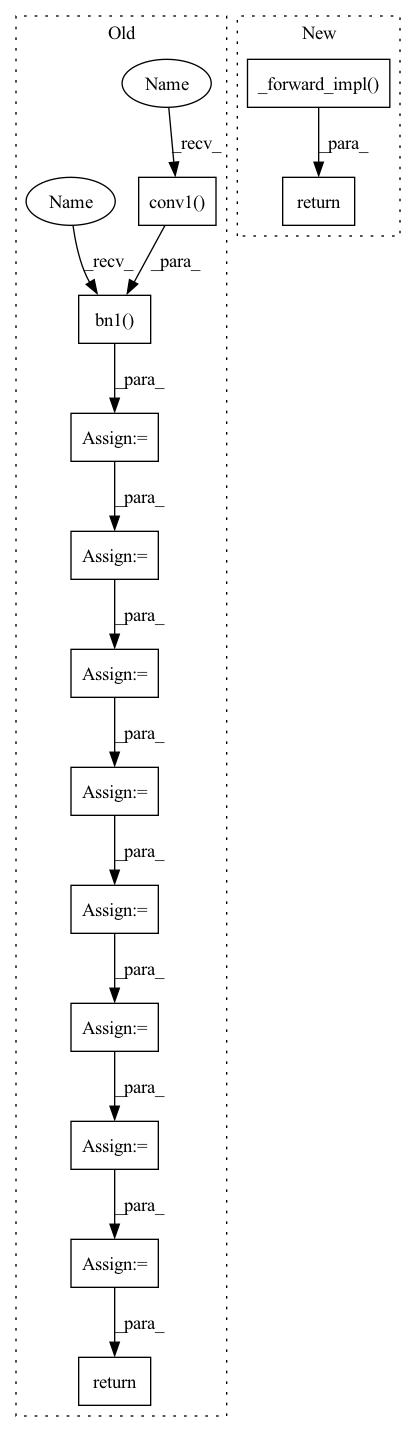 Old
New
Name
_forward_impl()
_recv_
_para_
Name
conv1()
return
_recv_
_para_
bn1()
_para_
Assign:=
_para_
Assign:=
_para_
Assign:=
_para_
Assign:=
_para_
Assign:=
_para_
Assign:=
_para_
Assign:=
_para_
Assign:=
_para_
return